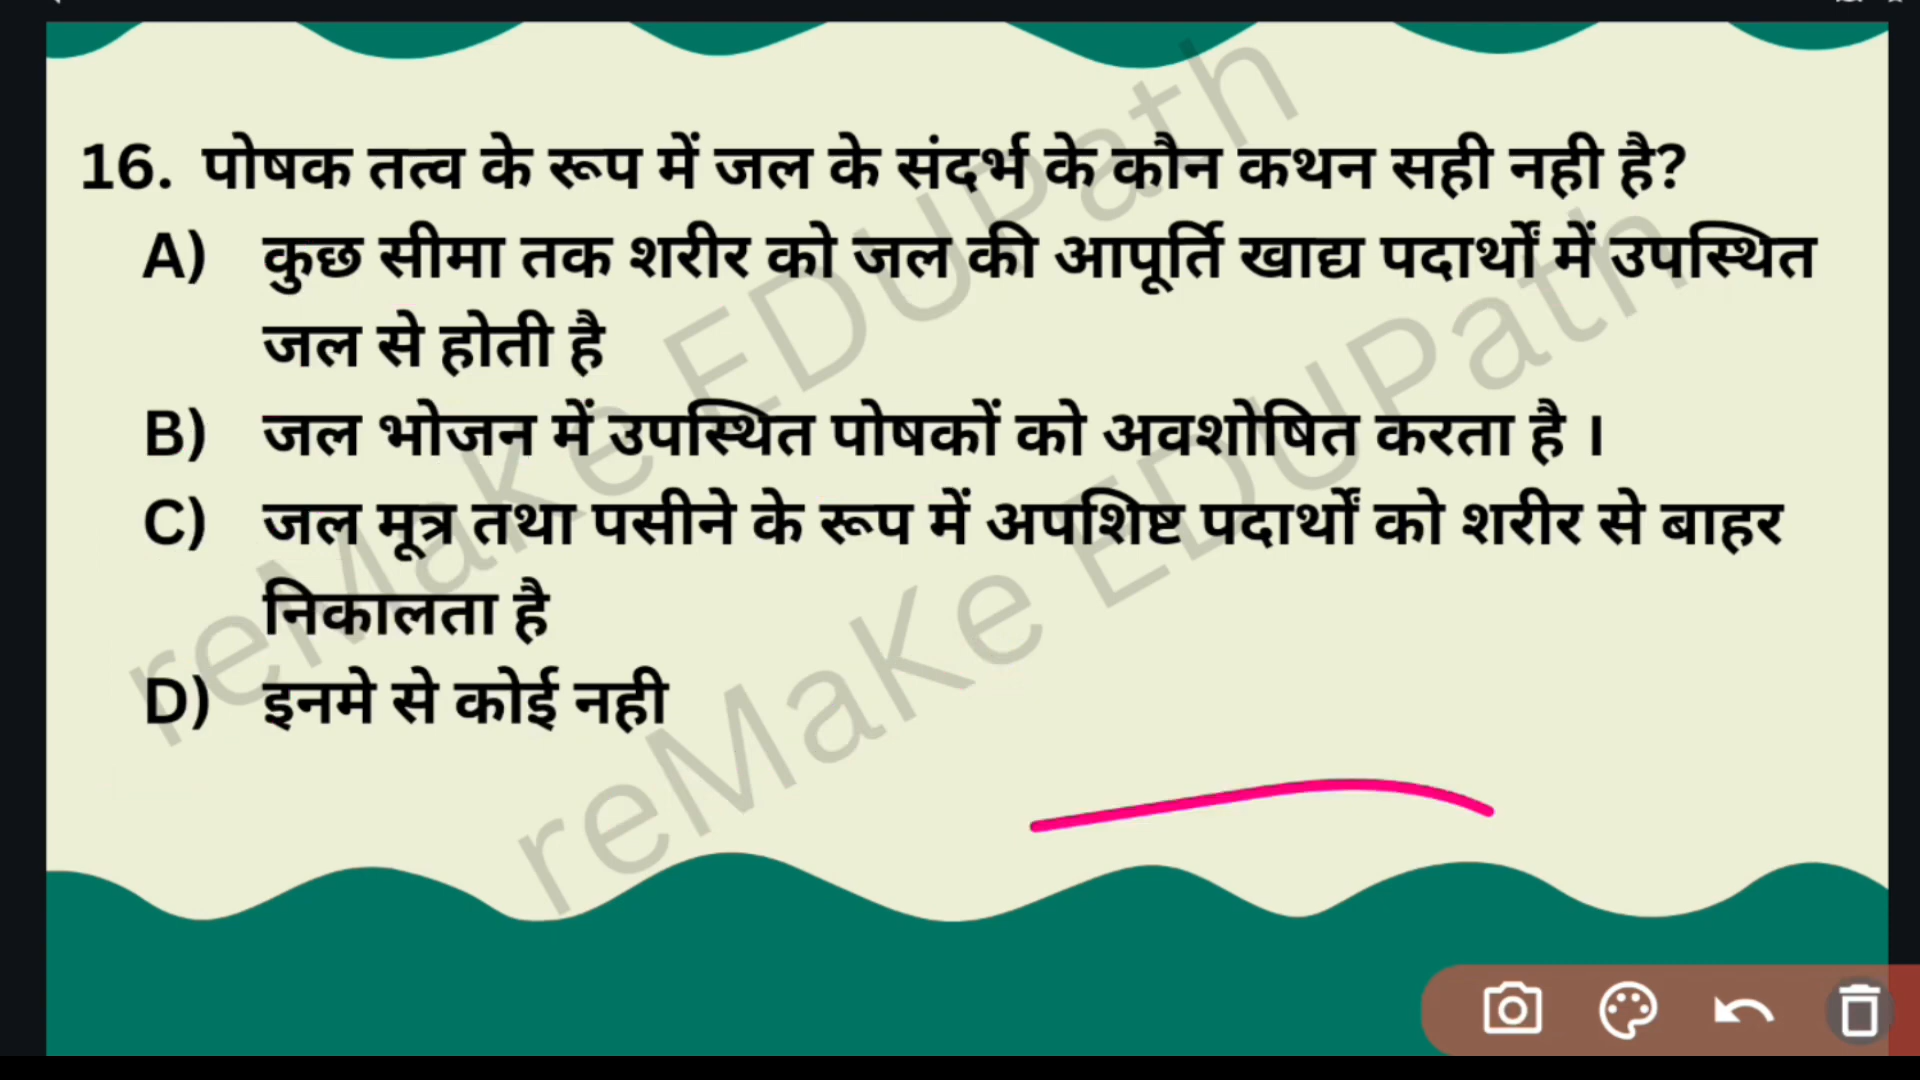 16. पोषक तत्व के रूप में जल के संदर्भ के कौन कथन सही नही है?
A) कुछ सीमा तक शरीर को जल की आपूर्ति खाद्य पदार्थों में उपस्थित
जल से होती है
B) जल भोजन में उपस्थित पोषकों को अवशोषित करता है ।
C) जल मूत्र तथा पसीने के रूप में अपशिष्ट पदार्थों को शरीर से बाहर
निकालता है
D) इनमे से कोई नही
reMake EDUPath
reMaKe EDUPath